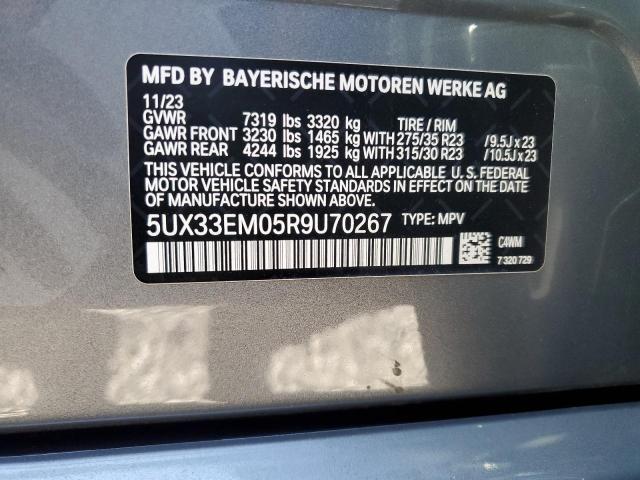 MFD BY BAYERISCHE MOTOREN WERKE AG
11/23
GVWR 7319 lbs 3320 kg TIRE / RIM
GAWR FRONT 3230 lbs 1465 kg WITH 275/35 R23 / 9.5J x 23
GAWR REAR 4244 lbs 1925 kg WITH 315/30 R23 / 10.5J x 23
THIS VEHICLE CONFORMS TO ALL APPLICABLE U. S. FEDERAL
MOTOR VEHICLE SAFETY STANDARDS IN EFFECT ON THE DATE
OF MANUFACTURE SHOWN ABOVE.
5UX33EM05R9U70267 TYPE: MPV
C4WM
7 320 729